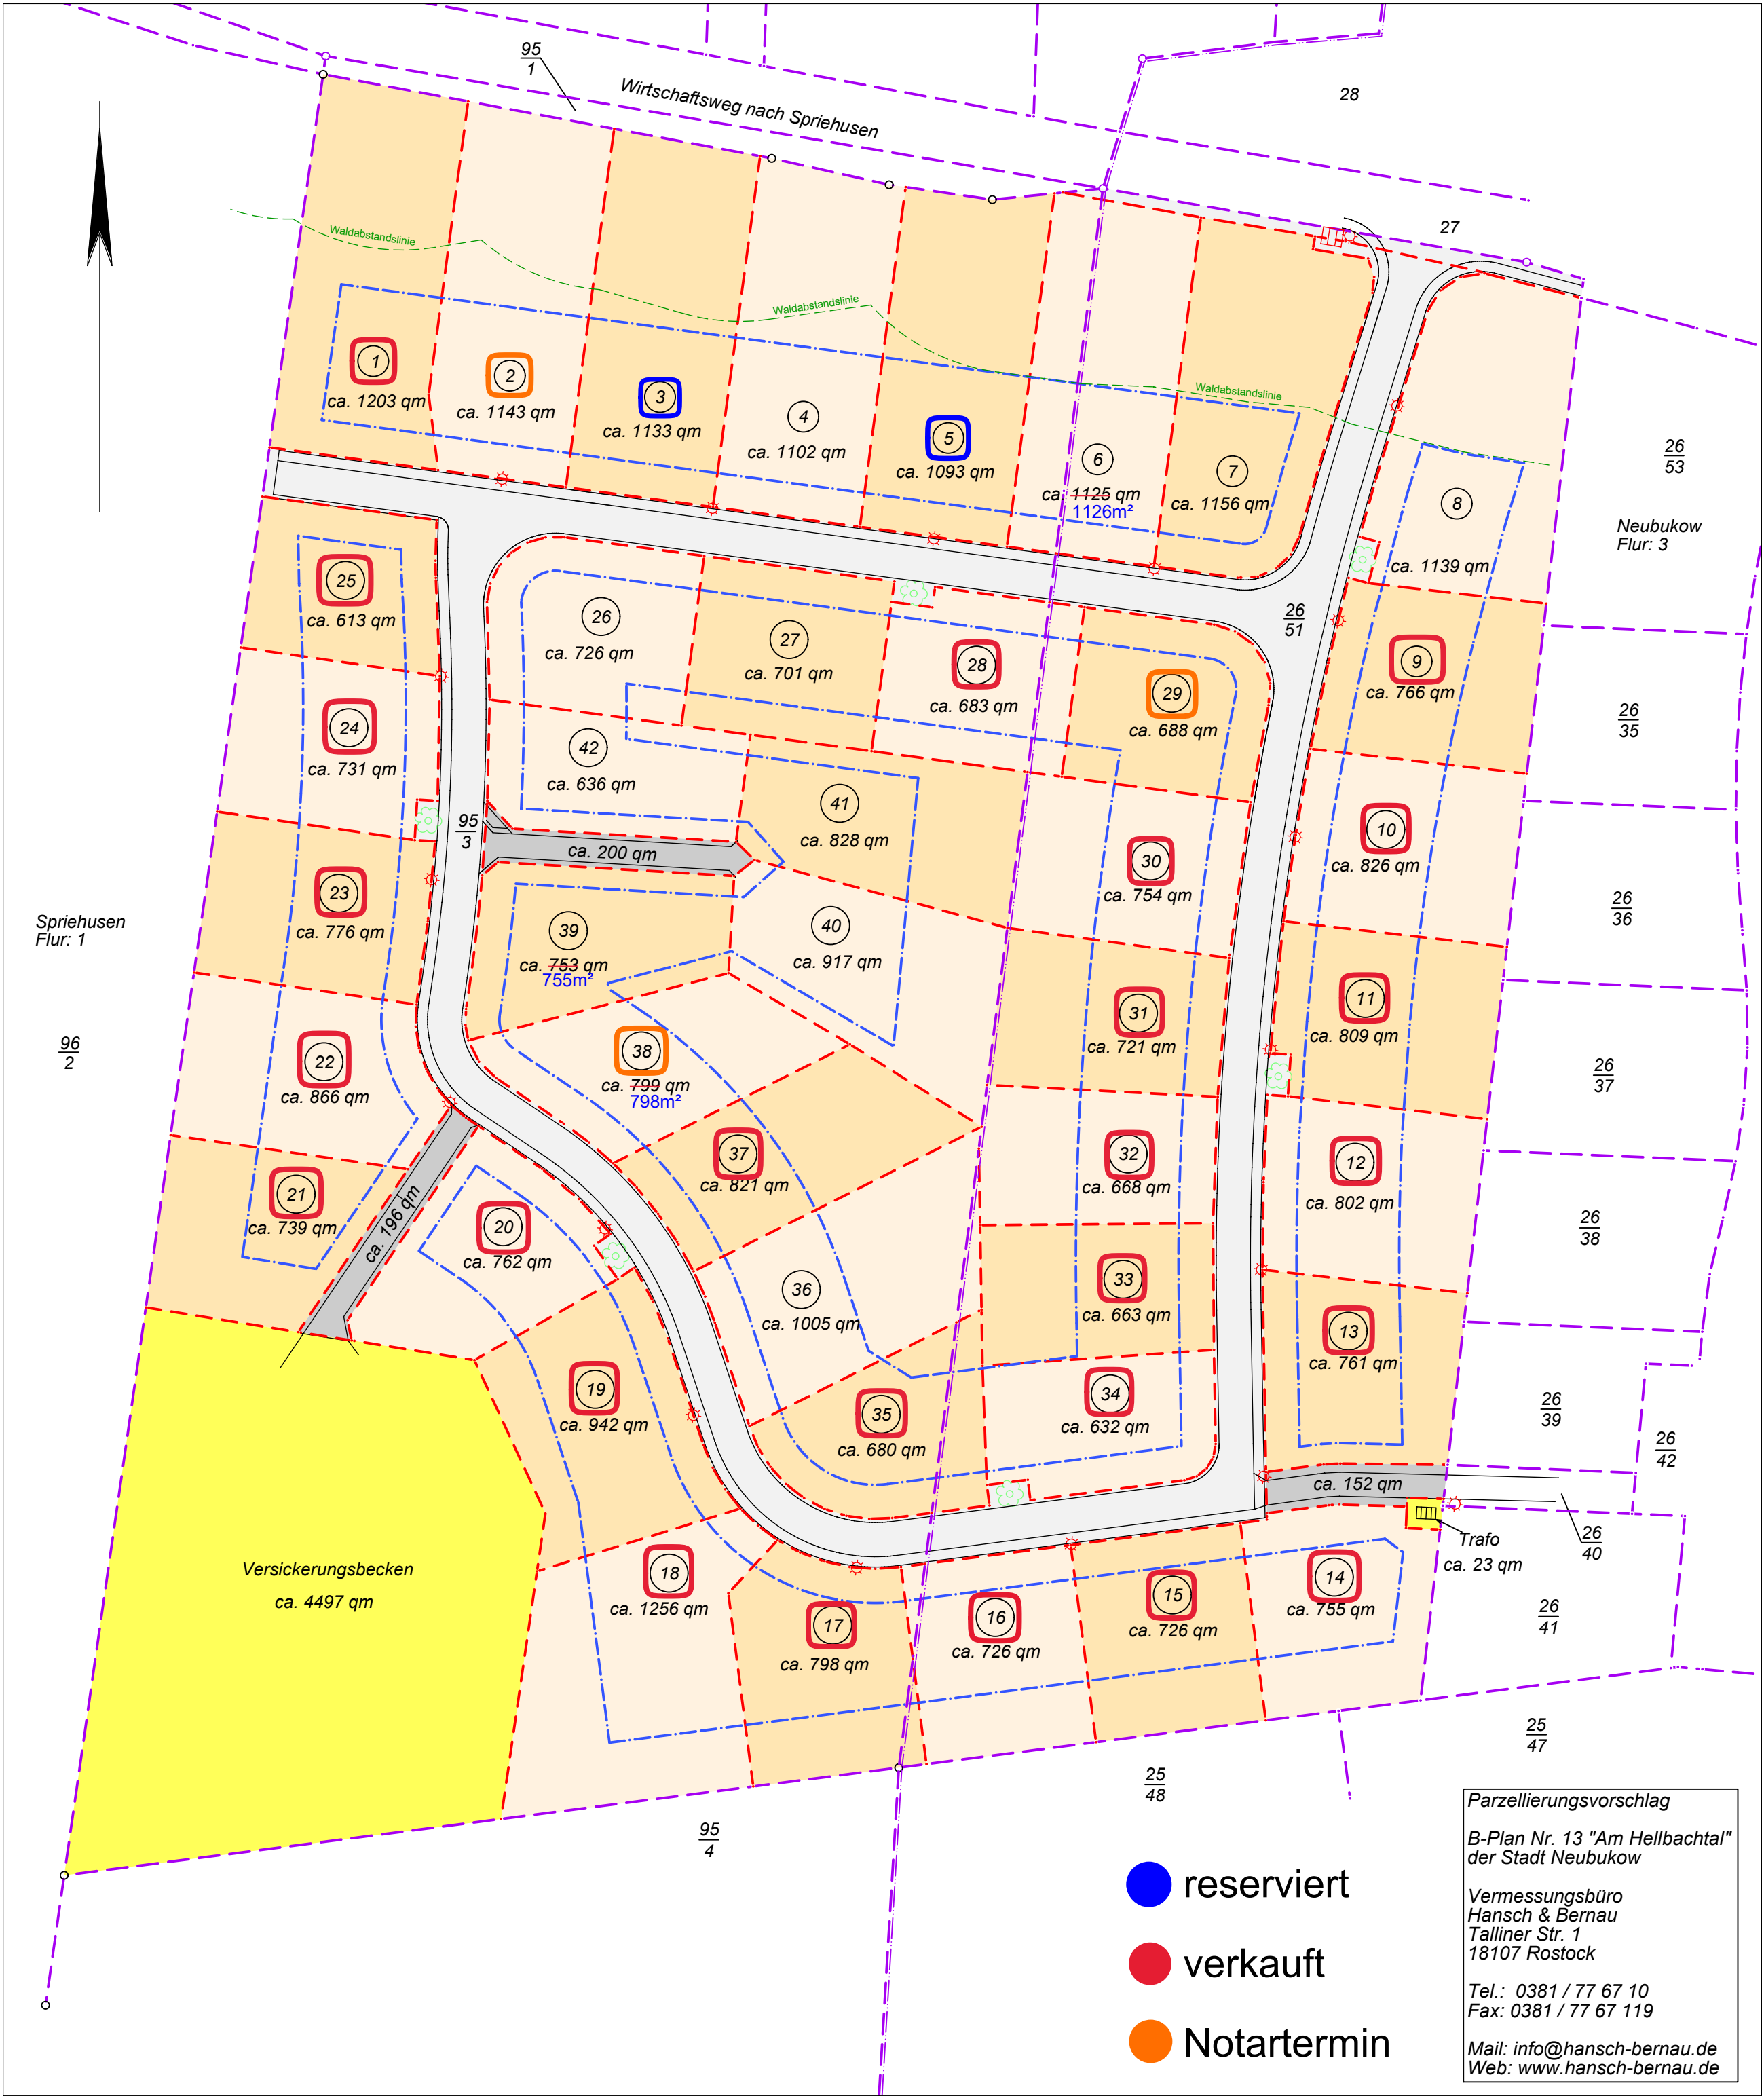 95
1
Wirtschaftsweg nach Spriehusen
28
27
Waldabstandslinie
Waldabstandslinie
Waldabstandslinie
1
ca. 1203 qm
2
ca. 1143 qm
3
ca. 1133 qm
4
ca. 1102 qm
5
ca. 1093 qm
6
ca. 1125 qm
1126m²
7
ca. 1156 qm
8
ca. 1139 qm
26
53
Neubukow
Flur: 3
25
ca. 613 qm
26
ca. 726 qm
27
ca. 701 qm
28
ca. 683 qm
29
ca. 688 qm
26
51
9
ca. 766 qm
26
35
24
ca. 731 qm
42
ca. 636 qm
41
ca. 828 qm
30
ca. 754 qm
10
ca. 826 qm
95
3
ca. 200 qm
23
ca. 776 qm
39
ca. 753 qm
755m²
40
ca. 917 qm
26
36
Spriehusen
Flur: 1
96
2
31
ca. 721 qm
11
ca. 809 qm
22
ca. 866 qm
38
ca. 799 qm
798m²
26
37
37
ca. 821 qm
32
ca. 668 qm
12
ca. 802 qm
21
ca. 739 qm
ca. 196 qm
20
ca. 762 qm
26
38
36
ca. 1005 qm
33
ca. 663 qm
13
ca. 761 qm
19
ca. 942 qm
35
ca. 680 qm
34
ca. 632 qm
26
39
26
42
ca. 152 qm
Trafo
ca. 23 qm
26
40
Versickerungsbecken
ca. 4497 qm
18
ca. 1256 qm
17
ca. 798 qm
16
ca. 726 qm
15
ca. 726 qm
14
ca. 755 qm
26
41
25
47
25
48
95
4
reserviert
verkauft
Notartermin
Parzellierungsvorschlag
B-Plan Nr. 13 "Am Hellbachtal"
der Stadt Neubukow
Vermessungsbüro
Hansch & Bernau
Talliner Str. 1
18107 Rostock
Tel.: 0381 / 77 67 10
Fax: 0381 / 77 67 119
Mail: info@hansch-bernau.de
Web: www.hansch-bernau.de